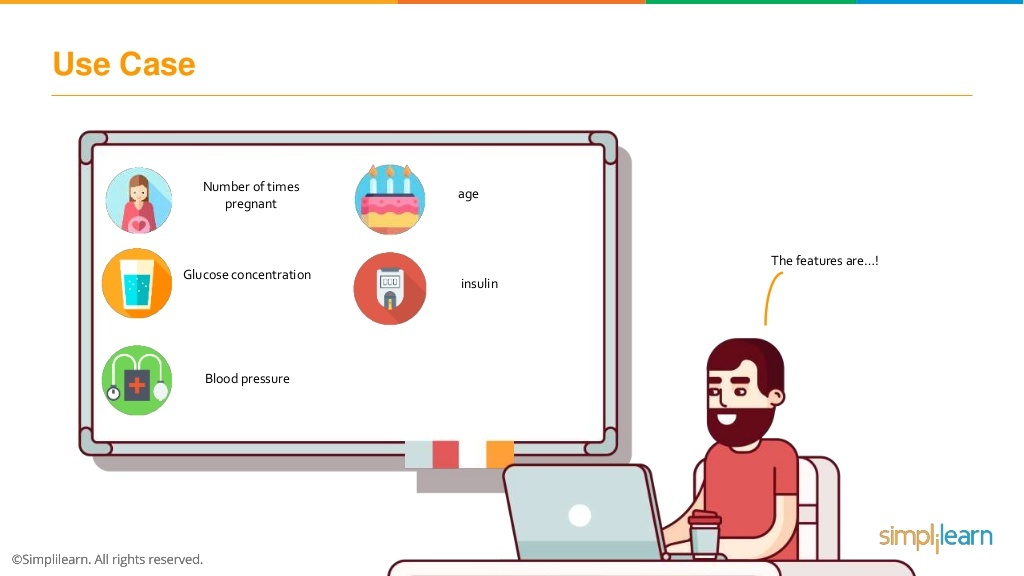 Use Case
Number of times
pregnant
age
Glucose concentration
insulin
Blood pressure
The features are...!
simplilearn
©Simplilearn. All rights reserved.